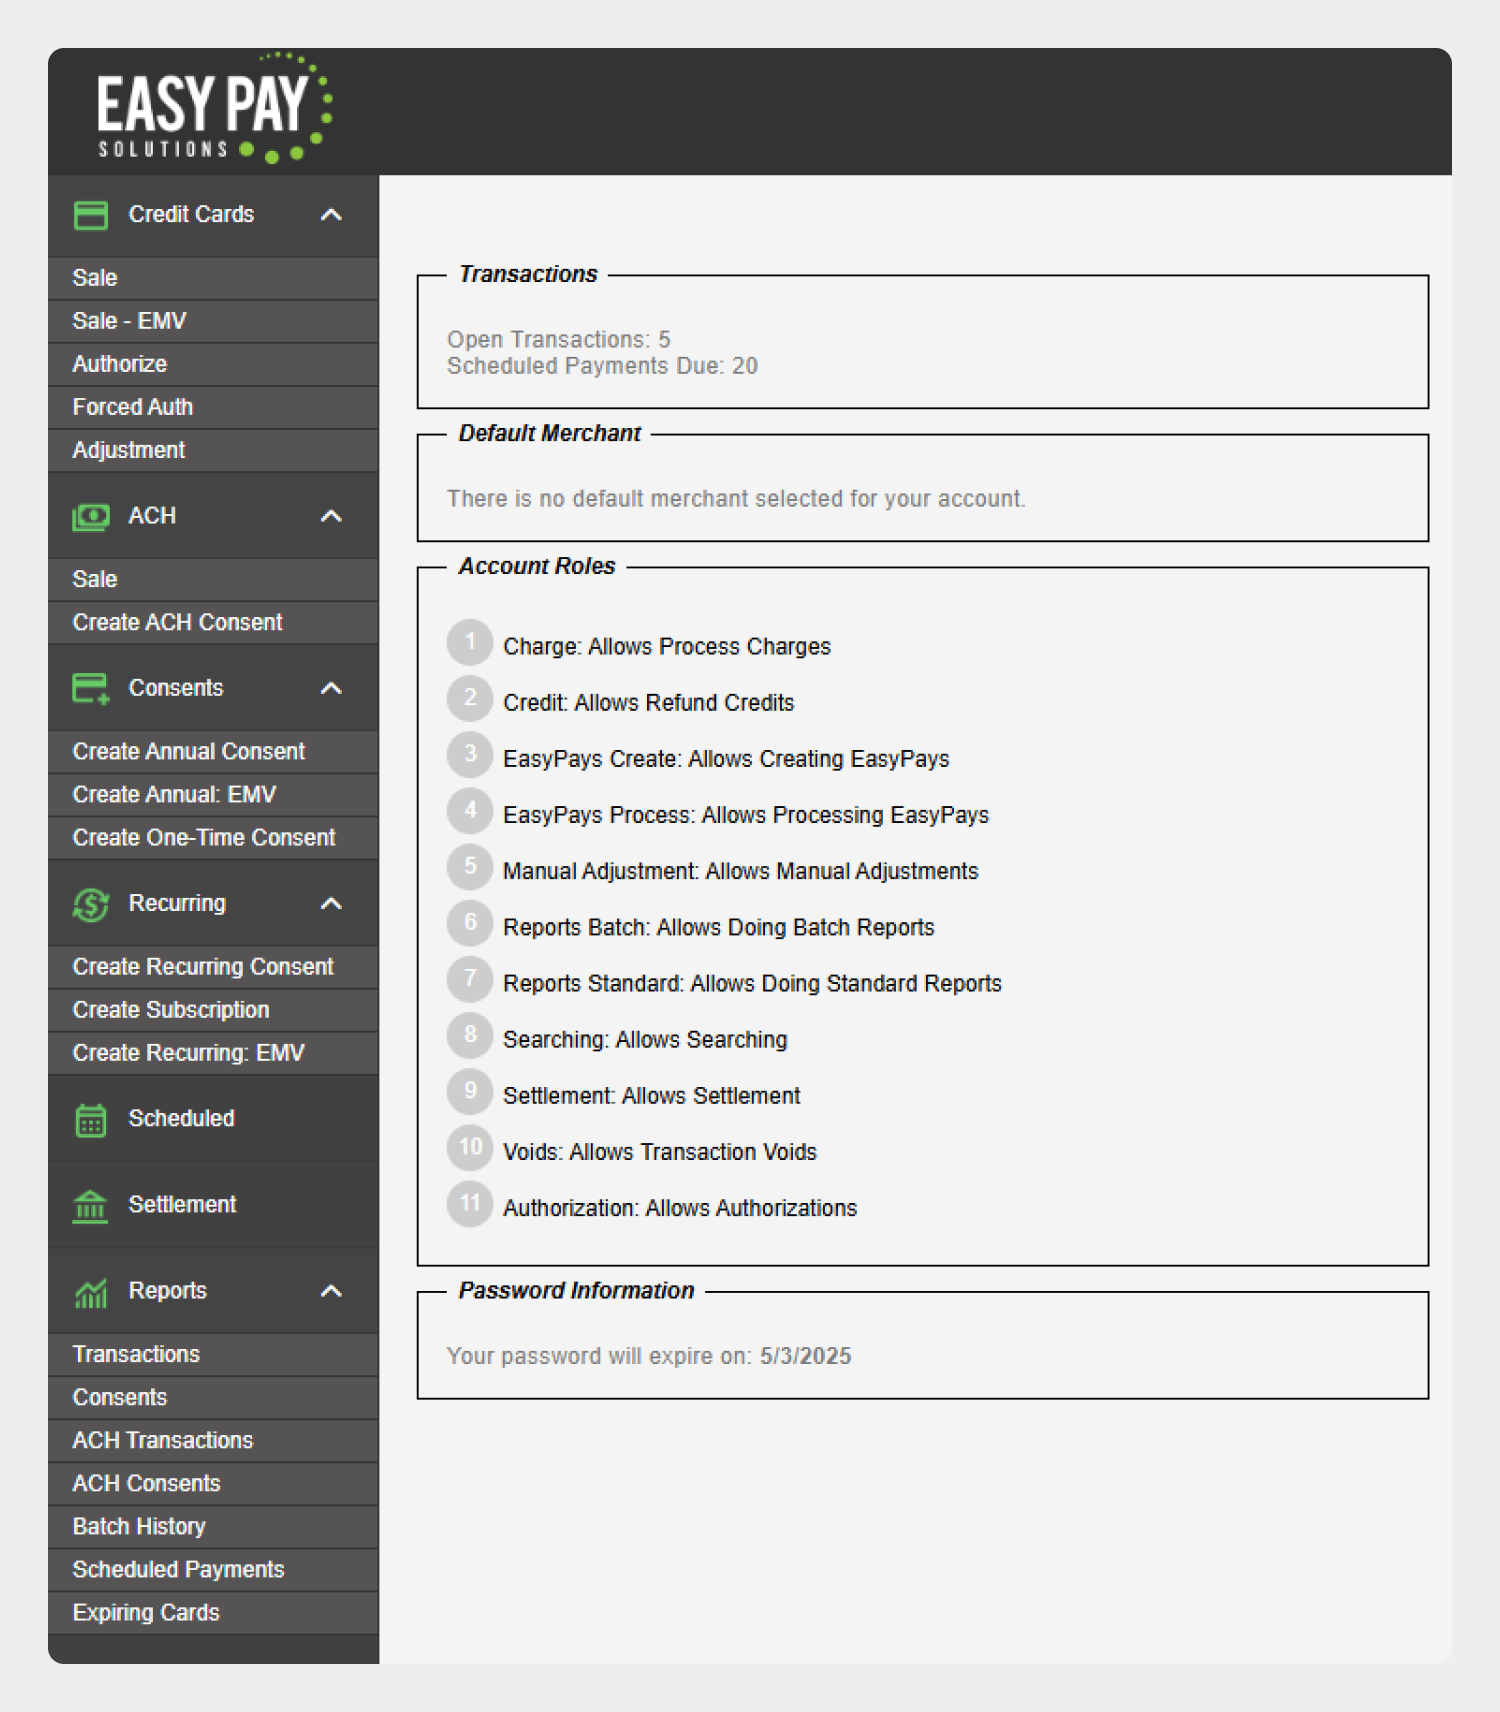 EASY PAY
SOLUTIONS
Credit Cards
Sale
Sale - EMV
Authorize
Forced Auth
Adjustment
ACH
Sale
Create ACH Consent
Consents
Create Annual Consent
Create Annual: EMV
Create One-Time Consent
Recurring
Create Recurring Consent
Create Subscription
Create Recurring: EMV
Scheduled
Settlement
Reports
Transactions
Consents
ACH Transactions
ACH Consents
Batch History
Scheduled Payments
Expiring Cards
Transactions
Open Transactions: 5
Scheduled Payments Due: 20
Default Merchant
There is no default merchant selected for your account.
Account Roles
1 Charge: Allows Process Charges
2 Credit: Allows Refund Credits
3 EasyPays Create: Allows Creating EasyPays
4 EasyPays Process: Allows Processing EasyPays
5 Manual Adjustment: Allows Manual Adjustments
6 Reports Batch: Allows Doing Batch Reports
7 Reports Standard: Allows Doing Standard Reports
8 Searching: Allows Searching
9 Settlement: Allows Settlement
10 Voids: Allows Transaction Voids
11 Authorization: Allows Authorizations
Password Information
Your password will expire on: 5/3/2025